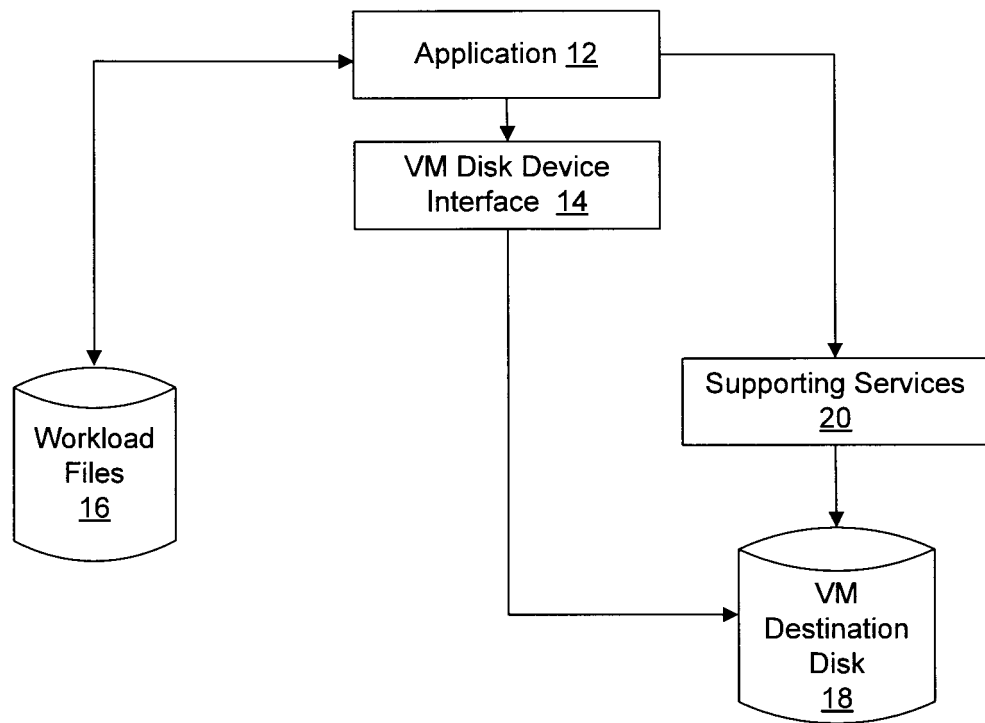 Application 12
VM Disk Device
Interface 14
Supporting Services
20
Workload
Files
16
VM
Destination
Disk
18